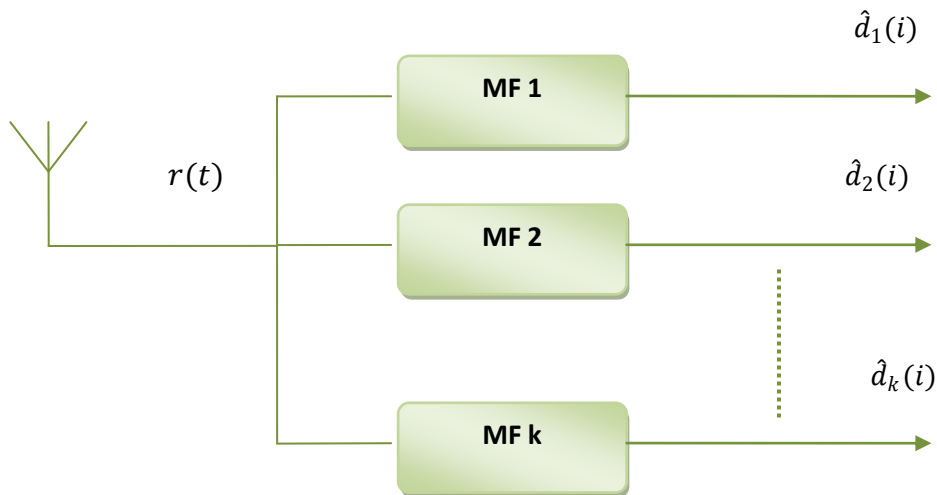 d̂₁(i)
MF 1
r(t)
d̂₂(i)
MF 2
d̂ₖ(i)
MF k